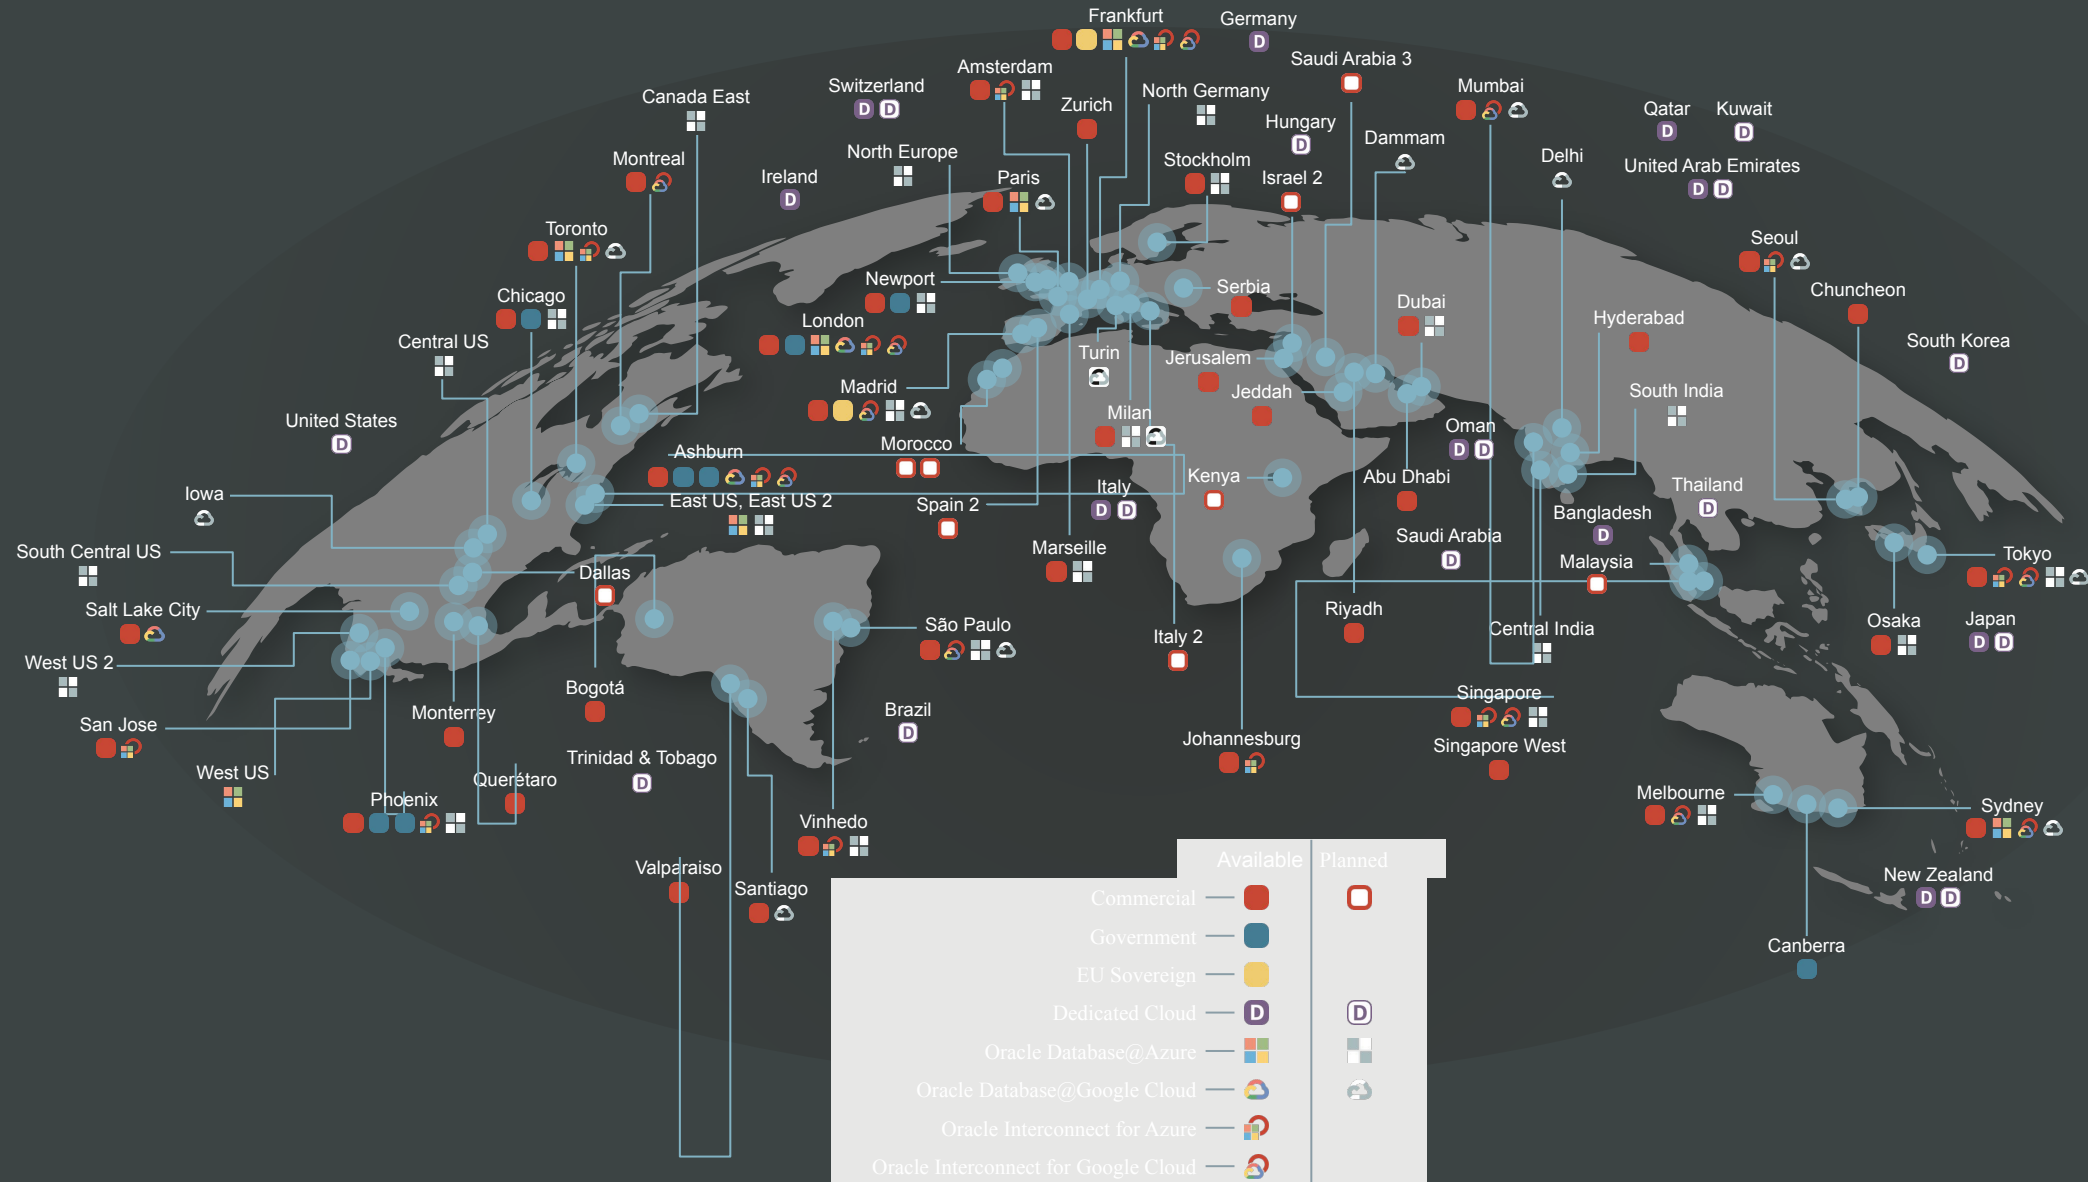 Frankfurt
Germany
D
Saudi Arabia 3
Amsterdam
Switzerland
D D
Canada East
Zurich
North Germany
Mumbai
Qatar
D
Kuwait
D
Hungary
D
Dammam
Montreal
North Europe
Stockholm
Delhi
United Arab Emirates
D D
Ireland
D
Paris
Israel 2
Toronto
Seoul
Newport
Serbia
Chuncheon
Chicago
Dubai
London
Hyderabad
Central US
South Korea
D
Turin
Jerusalem
Madrid
Jeddah
South India
United States
D
Milan
Oman
D D
Morocco
Ashburn
Kenya
Abu Dhabi
Iowa
East US, East US 2
Spain 2
Italy
D D
Thailand
D
Bangladesh
D
Saudi Arabia
D
South Central US
Marseille
Tokyo
Malaysia
Dallas
Salt Lake City
Riyadh
São Paulo
Italy 2
Central India
Osaka
Japan
D D
West US 2
Bogotá
Singapore
Monterrey
Brazil
D
San Jose
Johannesburg
Singapore West
West US
Trinidad & Tobago
D
Querétaro
Phoenix
Melbourne
Sydney
Vinhedo
Valparaiso
Santiago
New Zealand
D D
Canberra
Available Planned
Commercial
Government
EU Sovereign
Dedicated Cloud D D
Oracle Database@Azure
Oracle Database@Google Cloud
Oracle Interconnect for Azure
Oracle Interconnect for Google Cloud